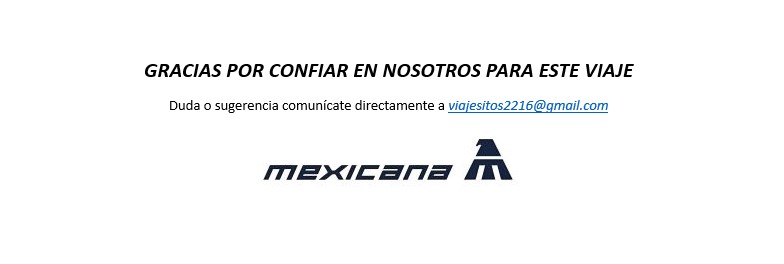 GRACIAS POR CONFIAR EN NOSOTROS PARA ESTE VIAJE
Duda o sugerencia comunícate directamente a viajesitos2216@gmail.com
mexicana